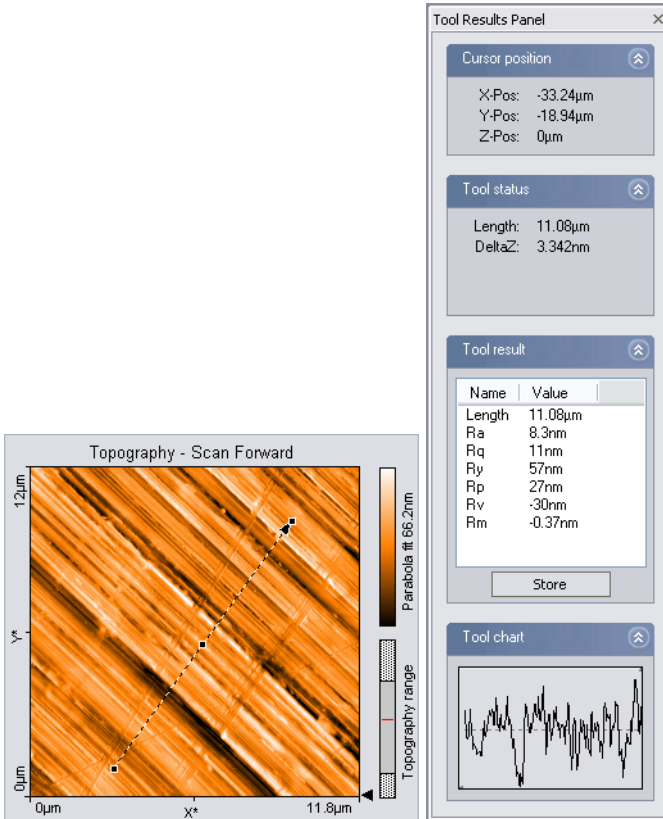 Tool Results Panel
Cursor position
X-Pos: -33.24µm
Y-Pos: -18.94µm
Z-Pos: 0µm
Tool status
Length: 11.08µm
DeltaZ: 3.342nm
Tool result
Name Value
Length 11.08µm
Ra 8.3nm
Rq 11nm
Ry 57nm
Rp 27nm
Rv -30nm
Rm -0.37nm
Store
Tool chart
Topography - Scan Forward
12µm
Y*
0µm
0µm
X*
11.8µm
Parabola fit 66.2nm
Topography range